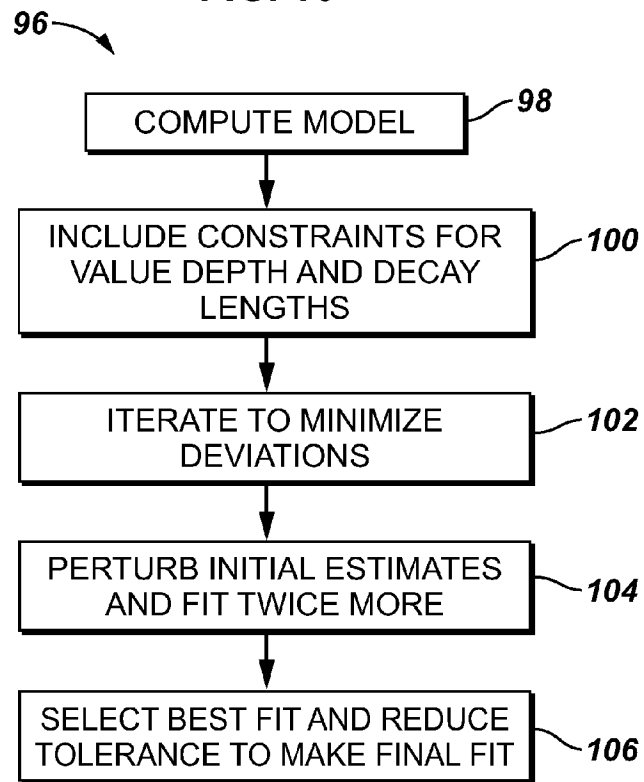 96
COMPUTE MODEL
98
INCLUDE CONSTRAINTS FOR
VALUE DEPTH AND DECAY
LENGTHS
100
ITERATE TO MINIMIZE
DEVIATIONS
102
PERTURB INITIAL ESTIMATES
AND FIT TWICE MORE
104
SELECT BEST FIT AND REDUCE
TOLERANCE TO MAKE FINAL FIT
106